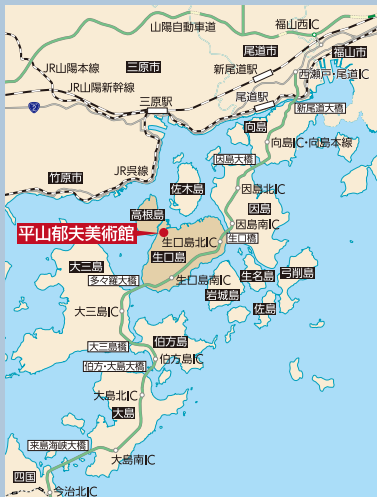 山陽自動車道
福山西IC
尾道市
福山市
三原市
新尾道駅
JR山陽本線
西瀬戸・尾道IC
JR山陽新幹線
尾道駅
三原駅
新尾道大橋
2
向島
向島IC・向島本線
因島大橋
JR呉線
竹原市
佐木島
因島北IC
高根島
因島
因島南IC
平山郁夫美術館
生口島北IC
生口橋
生口島
大三島
生名島
弓削島
多々羅大橋
生口島南IC
岩城島
佐島
大三島IC
伯方島
大三島橋
伯方島IC
伯方・大島大橋
大島北IC
大島
来島海峡大橋
大島南IC
四国
今治北IC